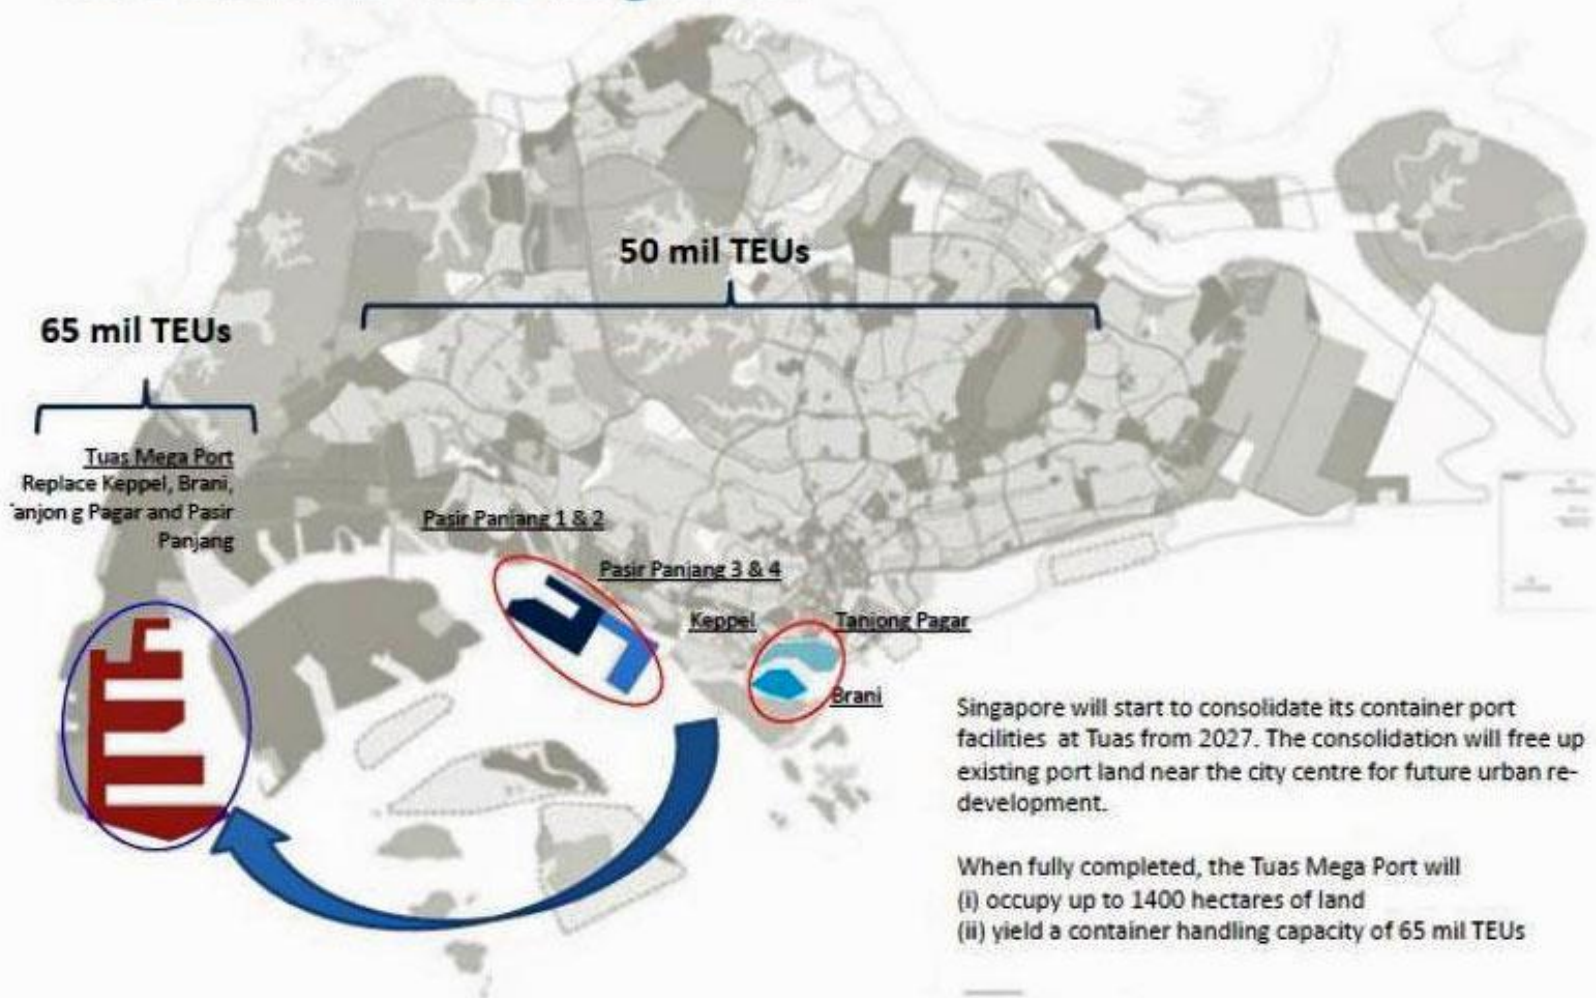 50 mil TEUs
65 mil TEUs
Tuas Mega Port
Replace Keppel, Brani,
anjon g Pagar and Pasir
Panjang
Pasir Panjang 1 & 2
Pasir Panjang 3 & 4
Keppel
Tanjong Pagar
Brani
Singapore will start to consolidate its container port
facilities at Tuas from 2027. The consolidation will free up
existing port land near the city centre for future urban re-
development.
When fully completed, the Tuas Mega Port will
(i) occupy up to 1400 hectares of land
(ii) yield a container handling capacity of 65 mil TEUs